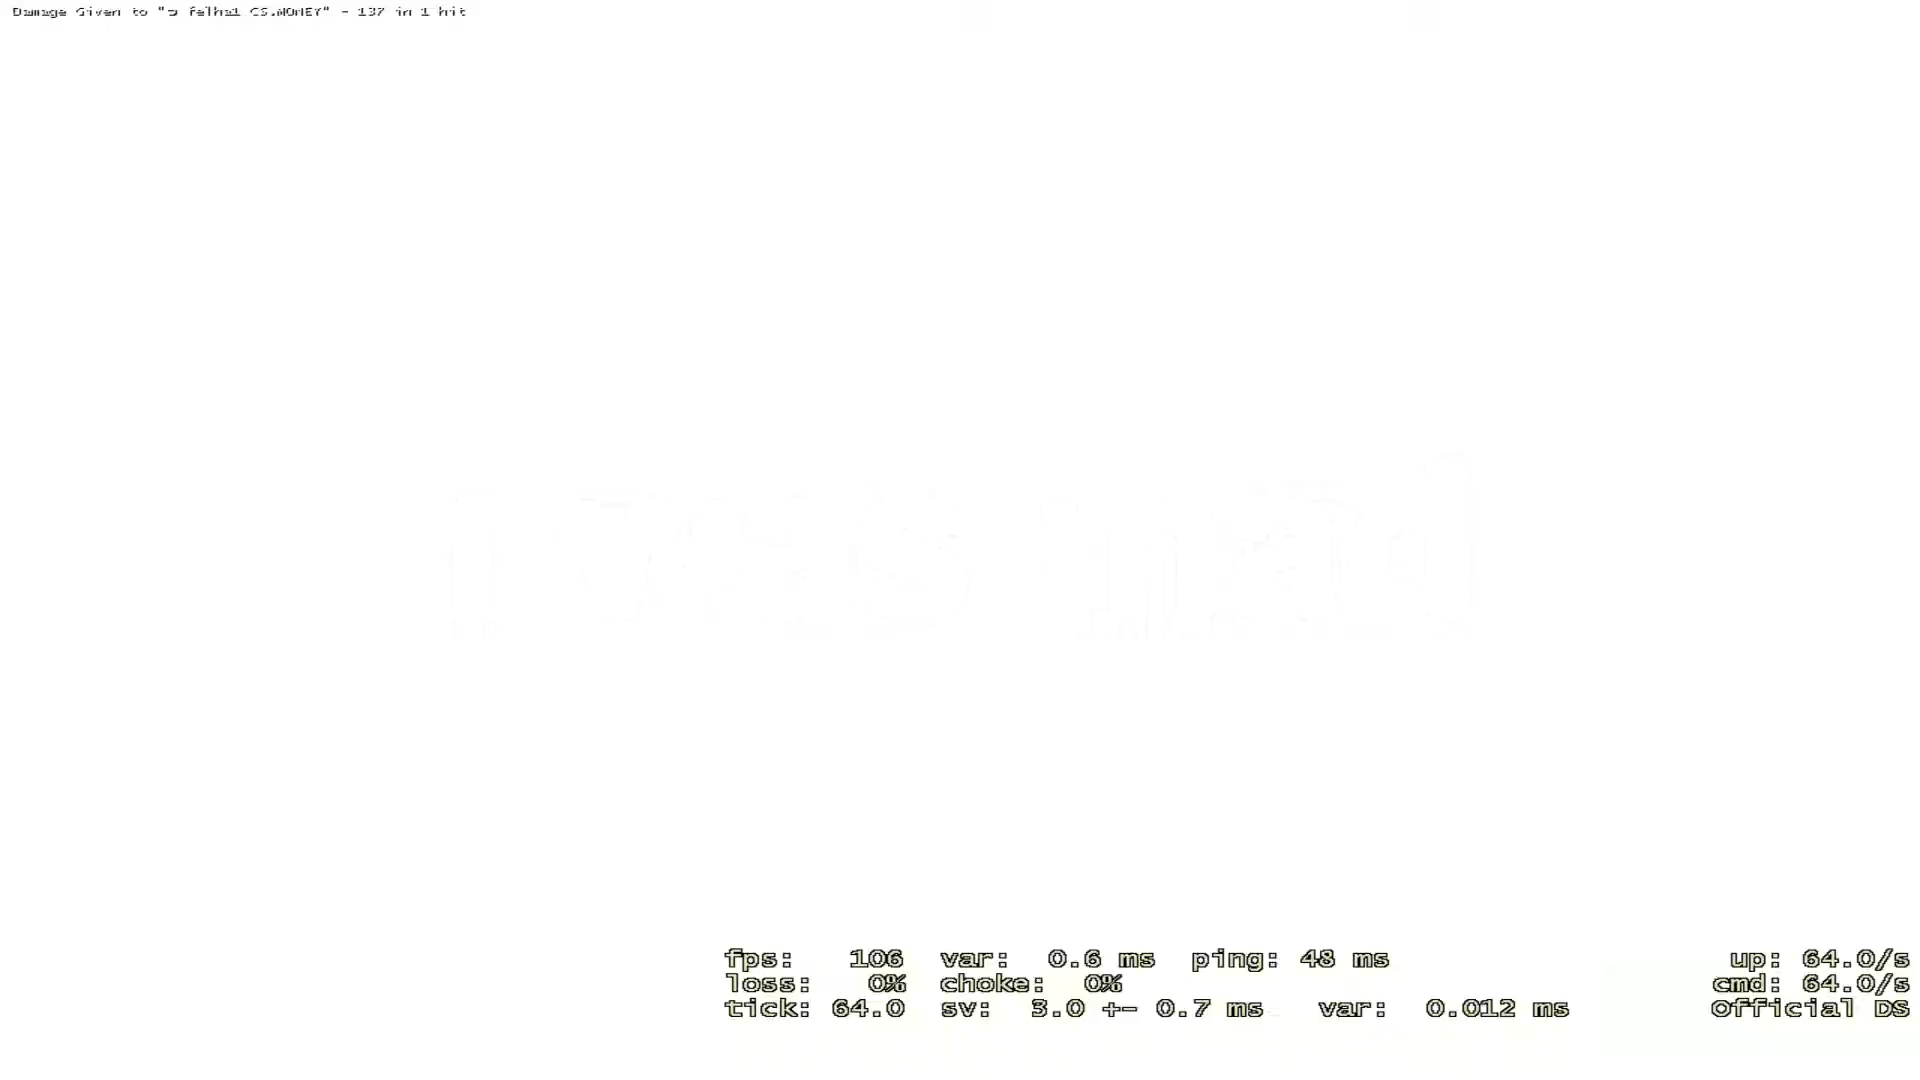 Damage Given to "p felhal CS.MONEY" - 137 in 1 hit
fps: 106 var: 0.6 ms ping: 48 ms up: 64.0/s
loss: 0% choke: 0% cmd: 64.0/s
tick: 64.0 sv: 3.0 +- 0.7 ms var: 0.012 ms Official DS